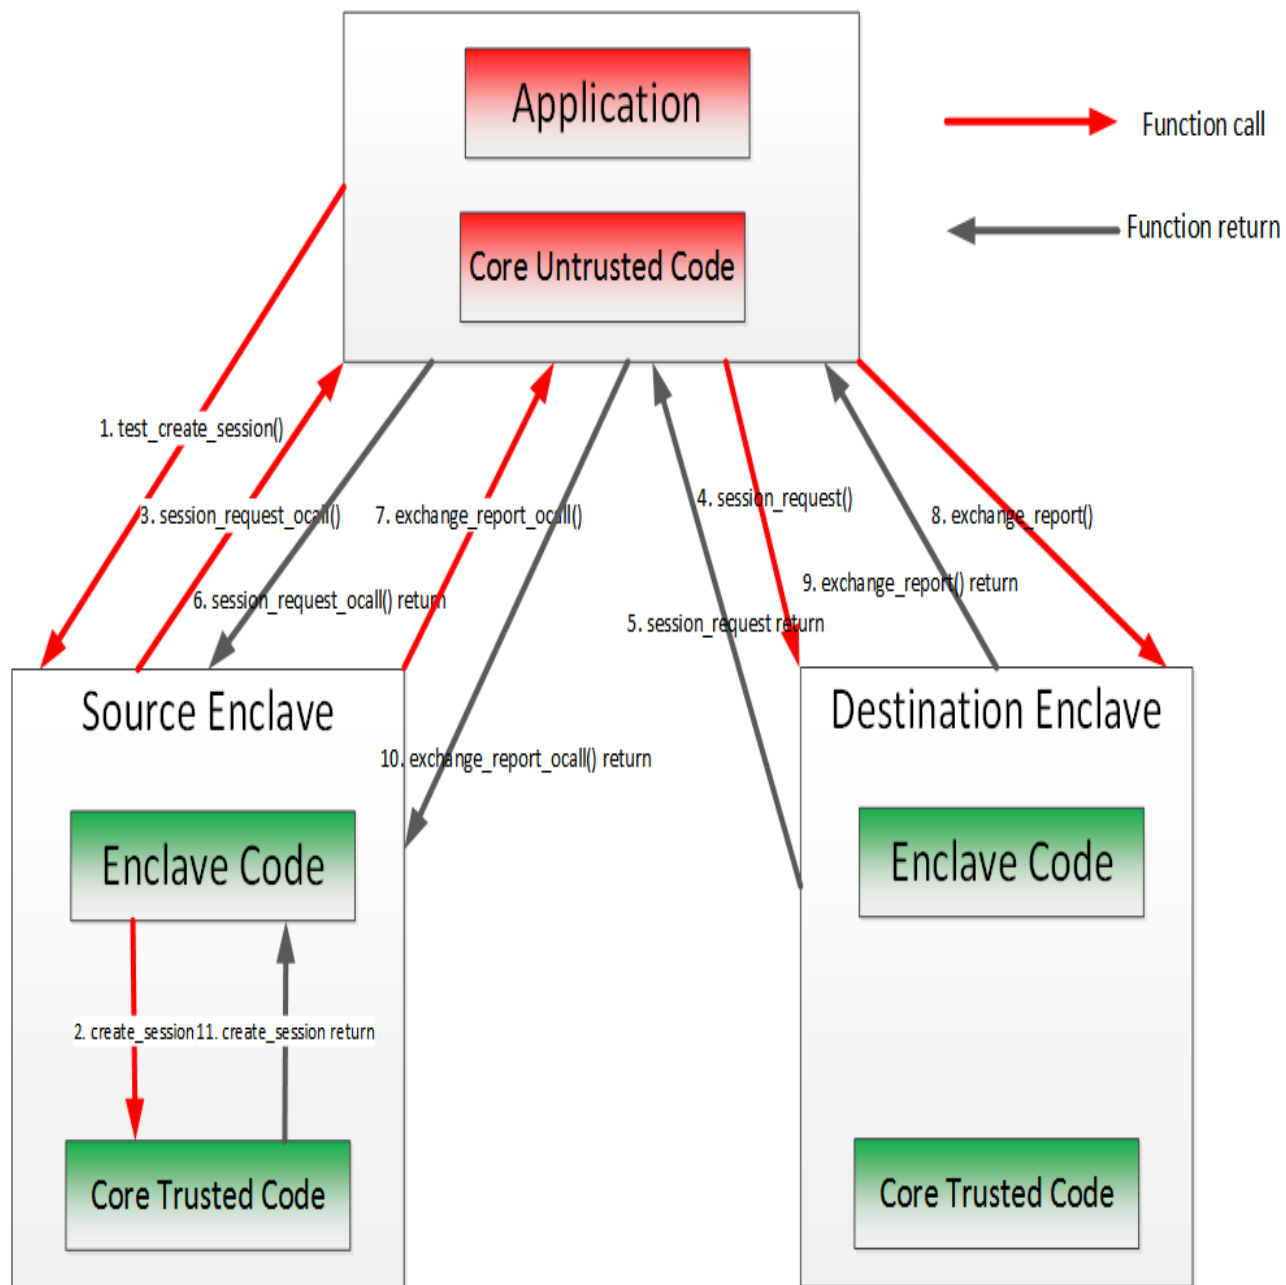 Application
Function call
Core Untrusted Code
Function return
1. test_create_session()
3. session_request_ocall()
7. exchange_report_ocall()
4. session_request()
8. exchange_report()
6. session_request_ocall() return
9. exchange_report() return
5. session_request return
Source Enclave
Destination Enclave
10. exchange_report_ocall() return
Enclave Code
Enclave Code
2. create_session
11. create_session return
Core Trusted Code
Core Trusted Code